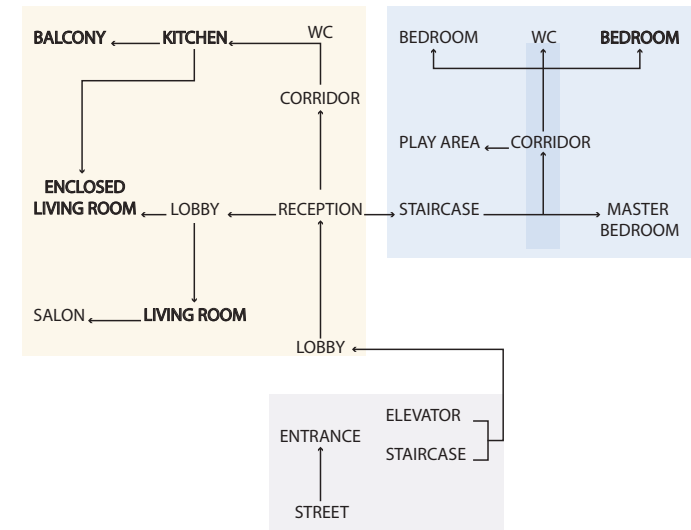 BALCONY
KITCHEN
WC
CORRIDOR
ENCLOSED
LIVING ROOM
LOBBY
RECEPTION
SALON
LIVING ROOM
LOBBY
BEDROOM
WC
BEDROOM
PLAY AREA
CORRIDOR
STAIRCASE
MASTER
BEDROOM
ELEVATOR
ENTRANCE
STAIRCASE
STREET